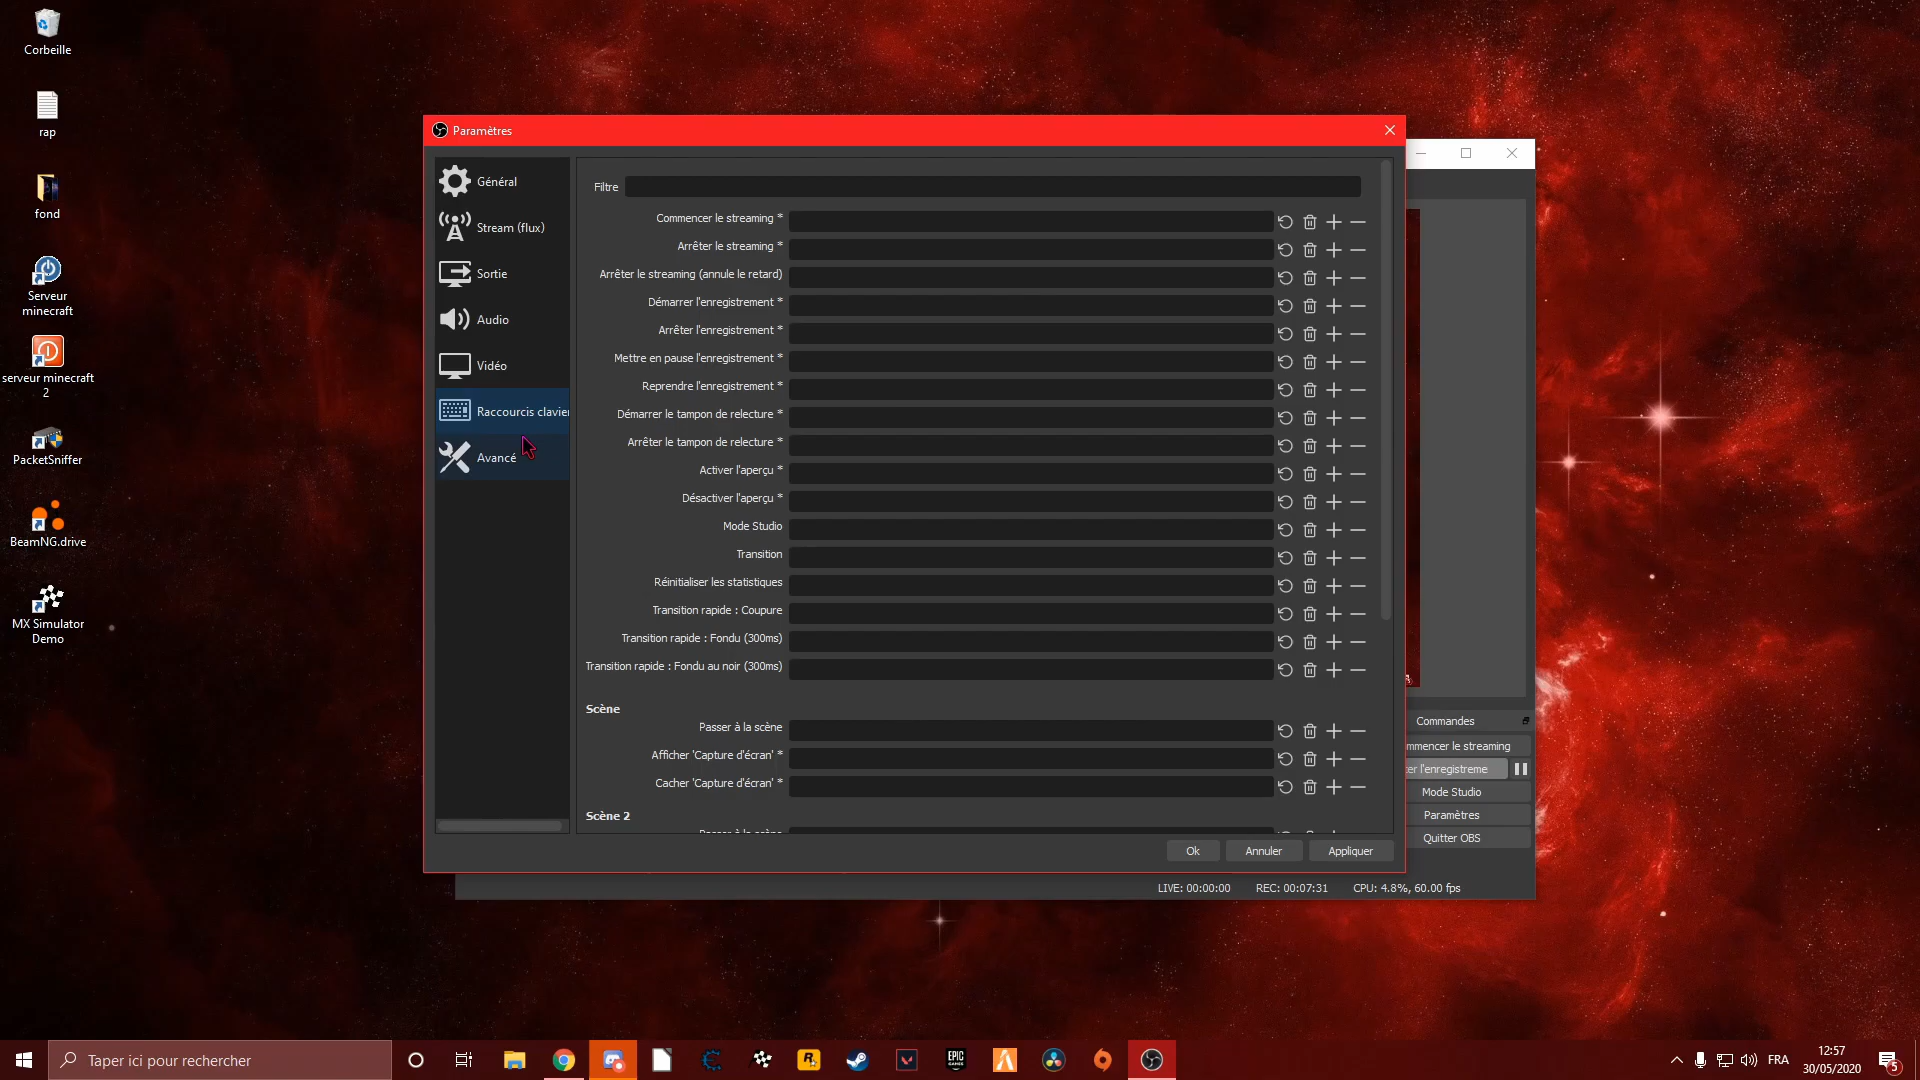 Corbeille
rap
fond
Serveur
minecraft
serveur minecraft
2
PacketSniffer
BeamNG.drive
MX Simulator
Demo
Paramètres
Général
Stream (flux)
Sortie
Audio
Vidéo
Raccourcis clavier
Avancé
Filtre
Commencer le streaming *
Arrêter le streaming *
Arrêter le streaming (annule le retard)
Démarrer l'enregistrement *
Arrêter l'enregistrement *
Mettre en pause l'enregistrement *
Reprendre l'enregistrement *
Démarrer le tampon de relecture *
Arrêter le tampon de relecture *
Activer l'aperçu *
Désactiver l'aperçu *
Mode Studio
Transition
Réinitialiser les statistiques
Transition rapide : Coupure
Transition rapide : Fondu (300ms)
Transition rapide : Fondu au noir (300ms)
Scène
Passer à la scène
Afficher 'Capture d'écran' *
Cacher 'Capture d'écran' *
Scène 2
Passer à la scène
Ok
Annuler
Appliquer
Commandes
mmencer le streaming
er l'enregistreme
Mode Studio
Paramètres
Quitter OBS
LIVE: 00:00:00
REC: 00:07:31
CPU: 4.8%, 60.00 fps
Taper ici pour rechercher
EPIC
GAMES
FRA
12:57
30/05/2020
5